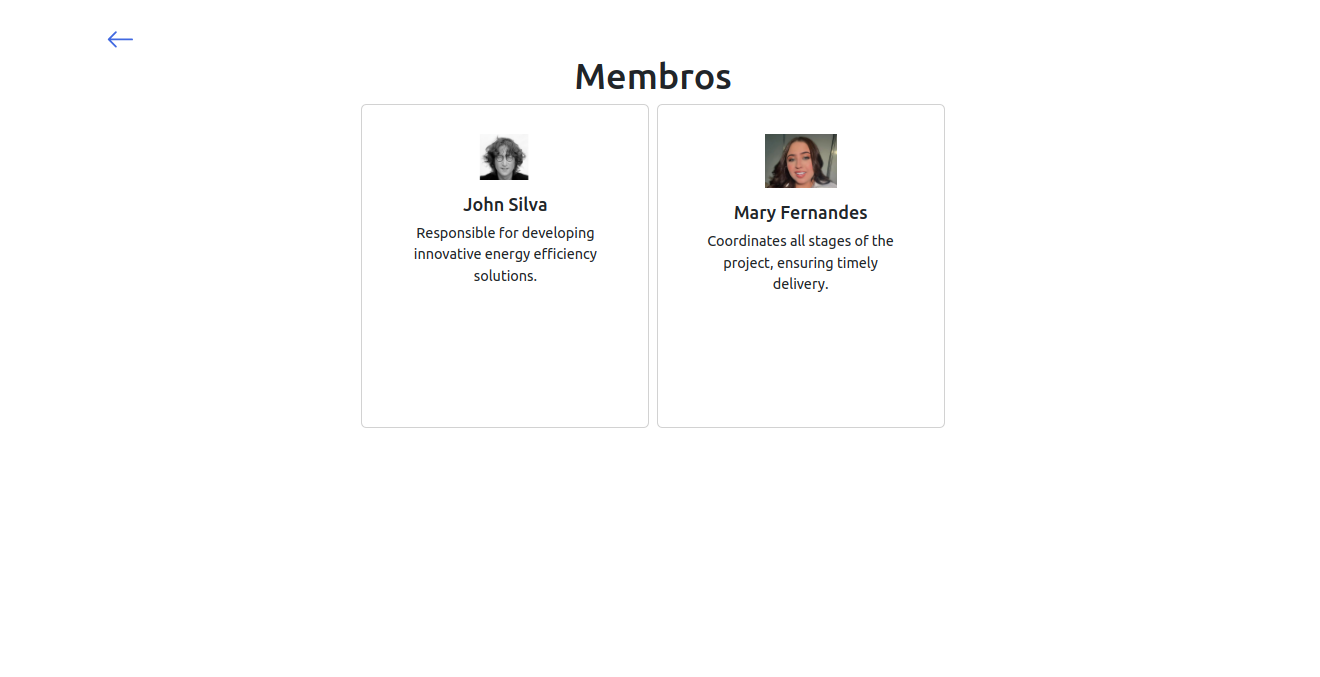 Membros
John Silva
Responsible for developing
innovative energy efficiency
solutions.
Mary Fernandes
Coordinates all stages of the
project, ensuring timely
delivery.